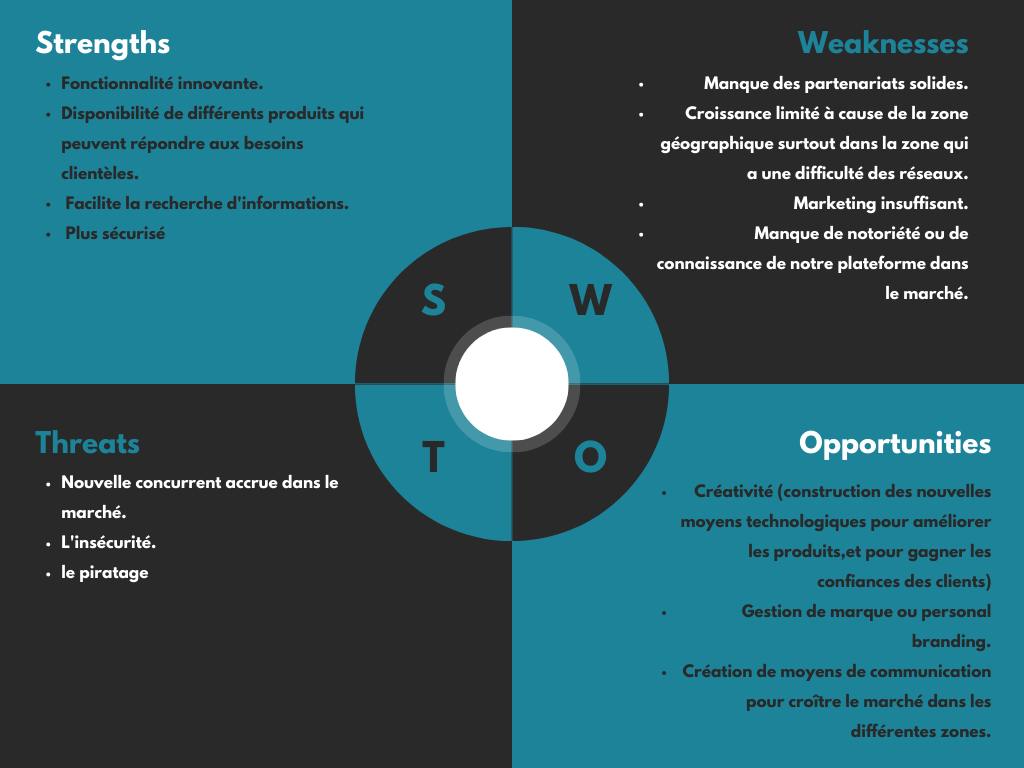 Strengths
• Fonctionnalité innovante.
• Disponibilité de différents produits qui
peuvent répondre aux besoins
clientèles.
• Facilite la recherche d'informations.
• Plus sécurisé
Weaknesses
• Manque des partenariats solides.
• Croissance limité à cause de la zone
géographique surtout dans la zone qui
a une difficulté des réseaux.
• Marketing insuffisant.
• Manque de notoriété ou de
connaissance de notre plateforme dans
le marché.
S
W
T
O
Threats
• Nouvelle concurrent accrue dans le
marché.
• L'insécurité.
• le piratage
Opportunities
• Créativité (construction des nouvelles
moyens technologiques pour améliorer
les produits,et pour gagner les
confiances des clients)
• Gestion de marque ou personal
branding.
• Création de moyens de communication
pour croître le marché dans les
différentes zones.